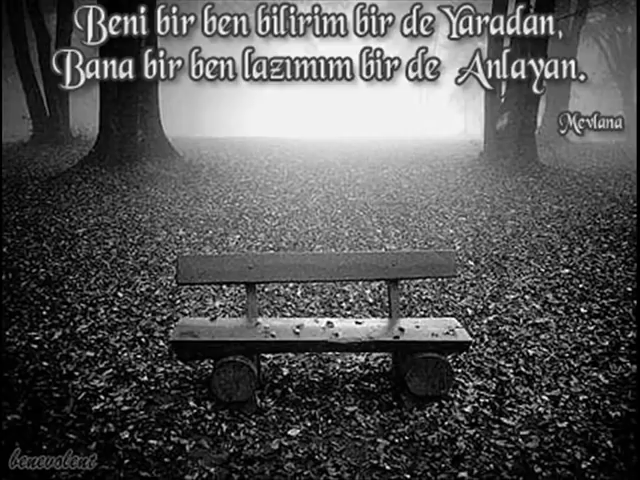 Beni bir ben bilirim bir de Yaradan,
Bana bir ben lazımım bir de Anlayan.
Mevlana
benevolent